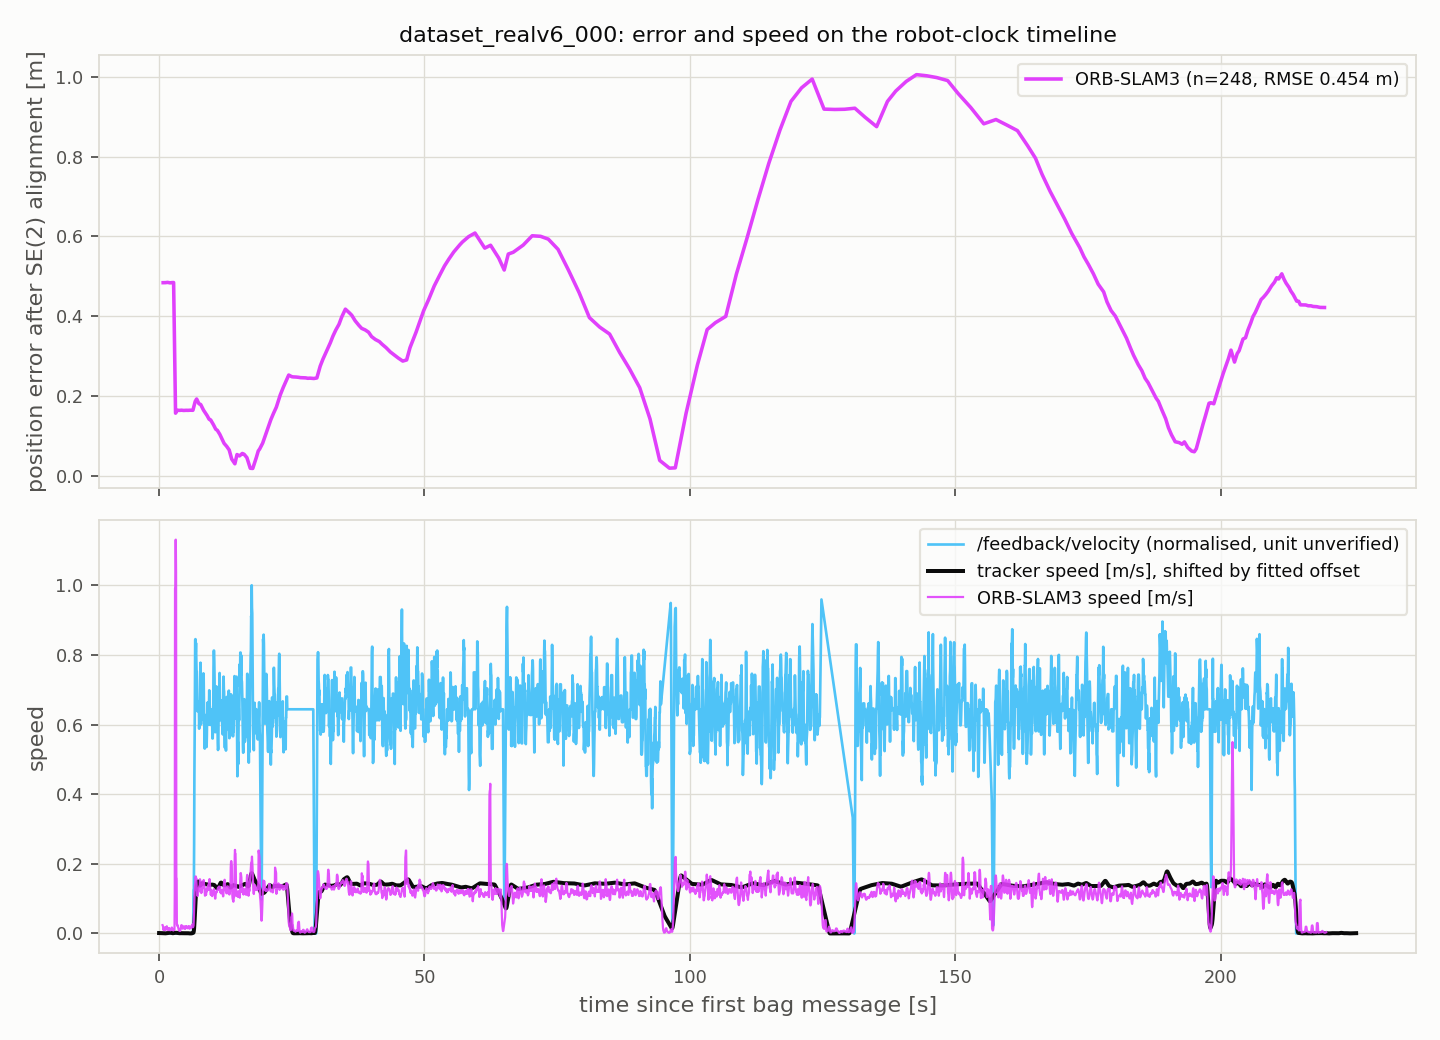 dataset_realv6_000: error and speed on the robot-clock timeline
position error after SE(2) alignment [m]
1.0
0.8
0.6
0.4
0.2
0.0
ORB-SLAM3 (n=248, RMSE 0.454 m)
speed
1.0
0.8
0.6
0.4
0.2
0.0
/feedback/velocity (normalised, unit unverified)
tracker speed [m/s], shifted by fitted offset
ORB-SLAM3 speed [m/s]
0
50
100
150
200
time since first bag message [s]